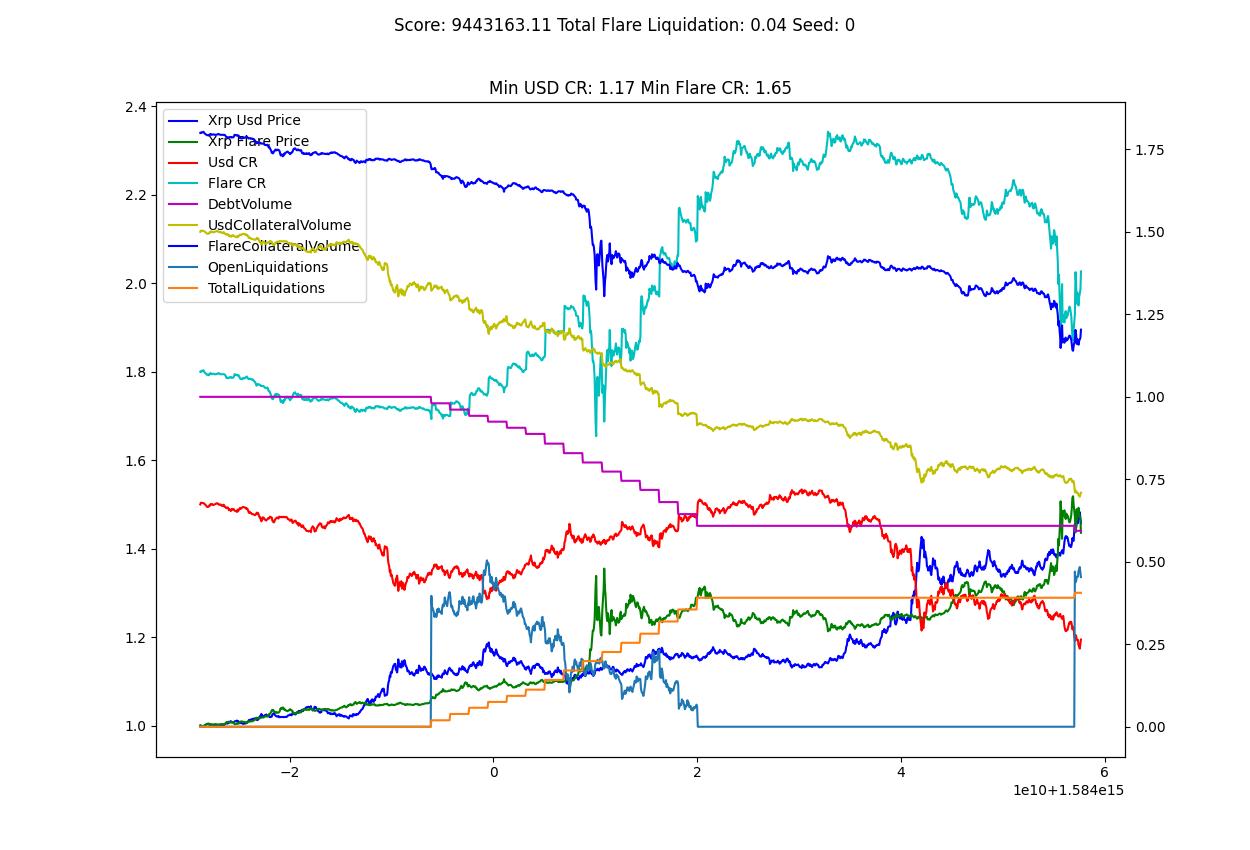 Score: 9443163.11 Total Flare Liquidation: 0.04 Seed: 0
Min USD CR: 1.17 Min Flare CR: 1.65
Xrp Usd Price
Xrp Flare Price
Usd CR
Flare CR
DebtVolume
UsdCollateralVolume
FlareCollateralVolume
OpenLiquidations
TotalLiquidations
2.4
2.2
2.0
1.8
1.6
1.4
1.2
1.0
1.75
1.50
1.25
1.00
0.75
0.50
0.25
0.00
−2 0 2 4 6
1e10+1.584e15